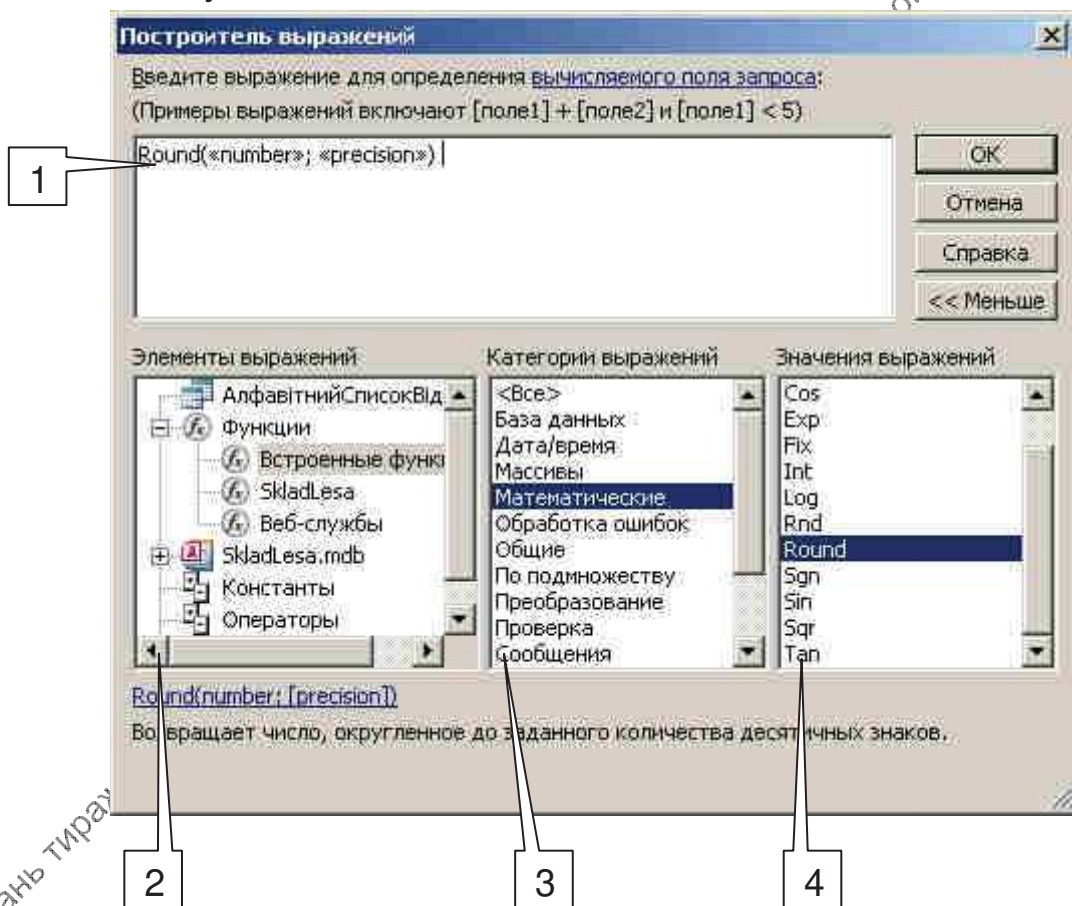 Построитель выражений
Введите выражение для определения вычисляемого поля запроса:
(Примеры выражений включают [поле1] + [поле2] и [поле1] < 5)
Round(«number»; «precision»)
1
ОК
Отмена
Справка
<< Меньше
Элементы выражений
АлфавітнийСписокВід
Функции
Встроенные функ
SkladLesa
Веб-службы
SkladLesa.mdb
Константы
Операторы
Категории выражений
<Все>
База данных
Дата/время
Массивы
Математические
Обработка ошибок
Общие
По подмножеству
Преобразование
Проверка
Сообщения
Значения выражений
Cos
Exp
Fix
Int
Log
Rnd
Round
Sgn
Sin
Sqr
Tan
Round(number; [precision])
Возвращает число, округленное до заданного количества десятичных знаков.
2
3
4